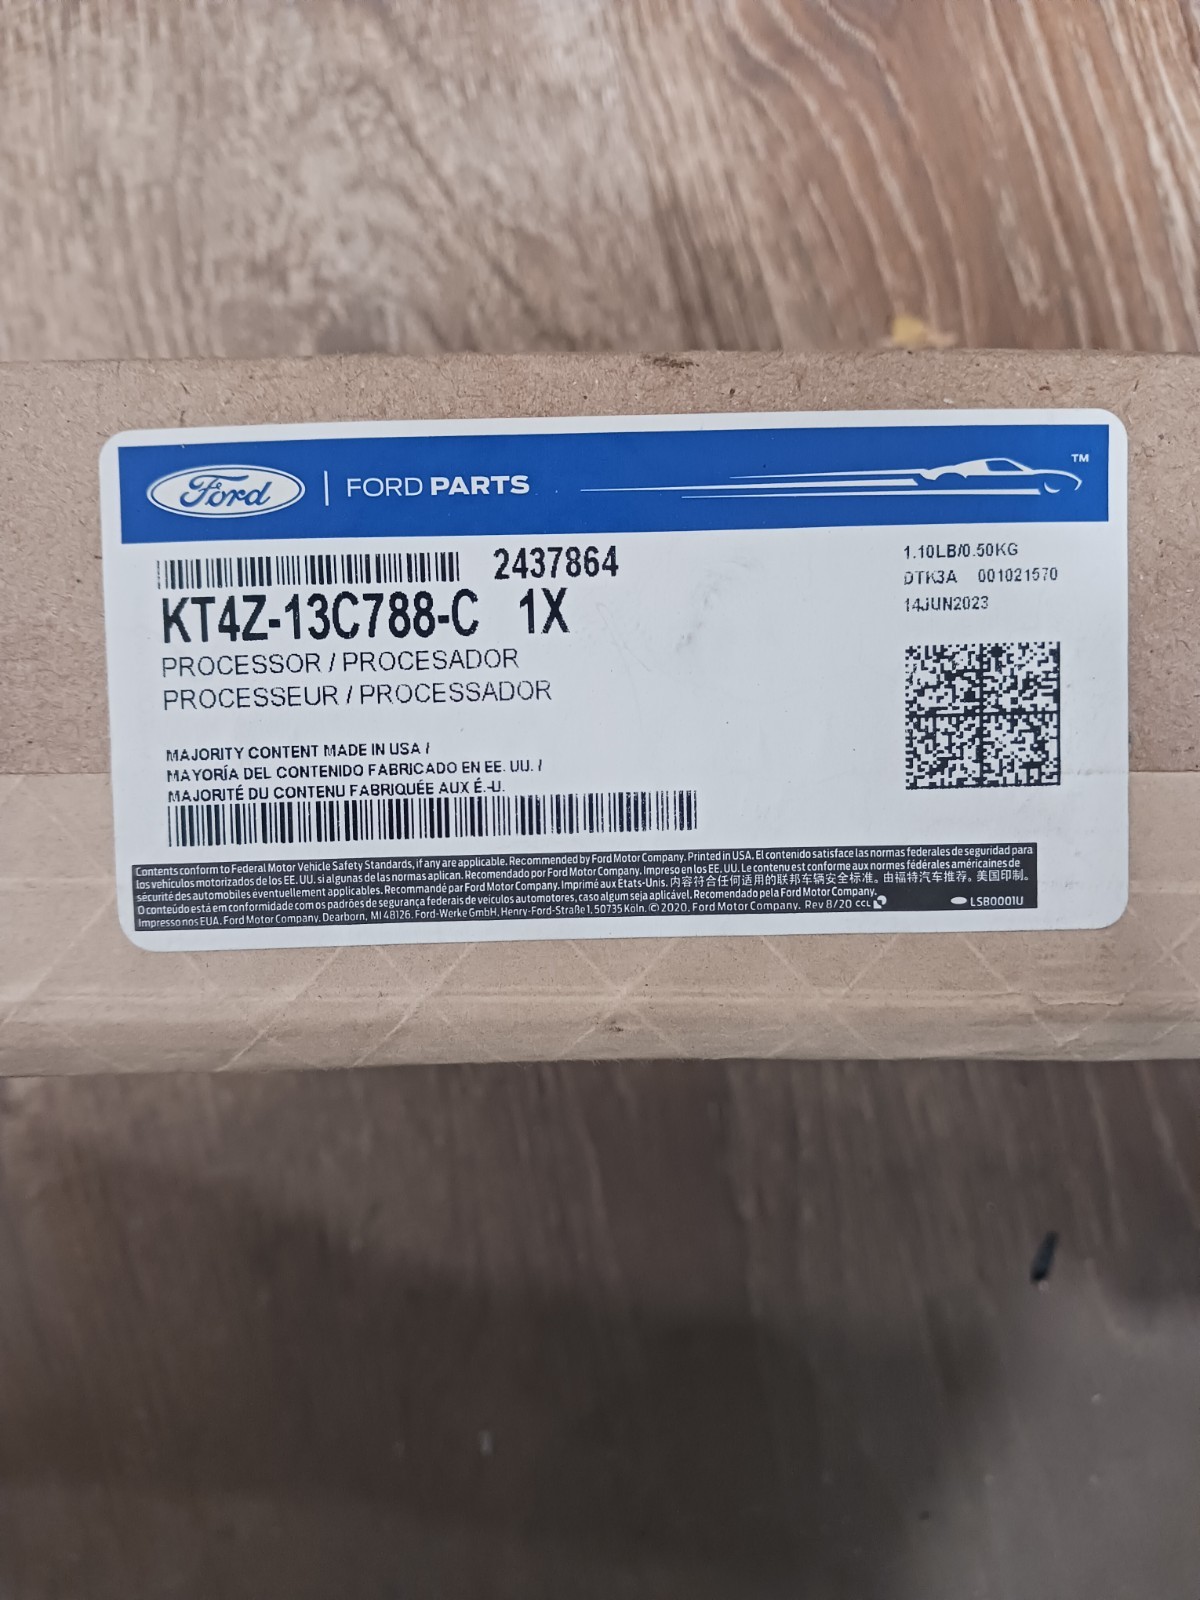 Ford | FORD PARTS
TM
2437864
KT4Z-13C788-C 1X
PROCESSOR / PROCESADOR
PROCESSEUR / PROCESSADOR
1.10LB/0.50KG
DTK3A 001021570
14JUN2023
MAJORITY CONTENT MADE IN USA /
MAYORÍA DEL CONTENIDO FABRICADO EN EE. UU. /
MAJORITÉ DU CONTENU FABRIQUÉE AUX É.-U.
Contents conform to Federal Motor Vehicle Safety Standards, if any are applicable. Recommended by Ford Motor Company. Printed in USA. El contenido satisface las normas federales de seguridad para
los vehículos motorizados de los EE. UU. si algunas de las normas aplican. Recomendado por Ford Motor Company. Impreso en los EE. UU. Le contenu est conforme aux normes fédérales américaines de
sécurité des automobiles éventuellement applicables. Recommandé par Ford Motor Company. Imprimé aux États-Unis. 内容符合任何适用的联邦车辆安全标准。由福特汽车推荐。美国印制。
O conteúdo está em conformidade com os padrões de segurança federais de veículos automotores, caso algum seja aplicável. Recomendado pela Ford Motor Company.
Impresso nos EUA. Ford Motor Company, Dearborn, MI 48126. Ford-Werke GmbH, Henry-Ford-Straße 1, 50735 Köln. © 2020, Ford Motor Company. Rev 8/20 CCL
LSB0001U